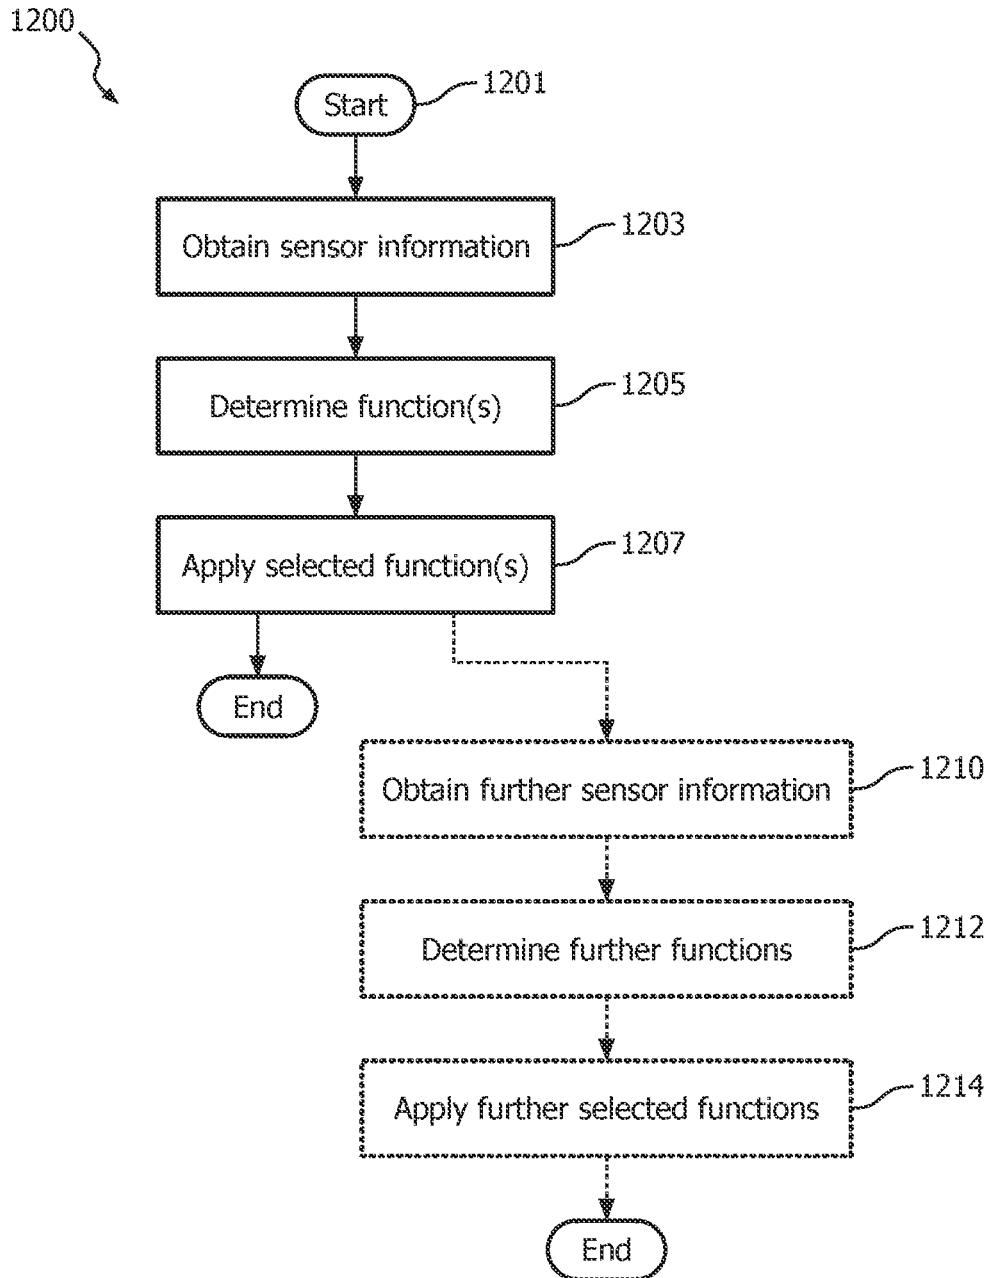 1200
Start
1201
Obtain sensor information
1203
Determine function(s)
1205
Apply selected function(s)
1207
End
Obtain further sensor information
1210
Determine further functions
1212
Apply further selected functions
1214
End